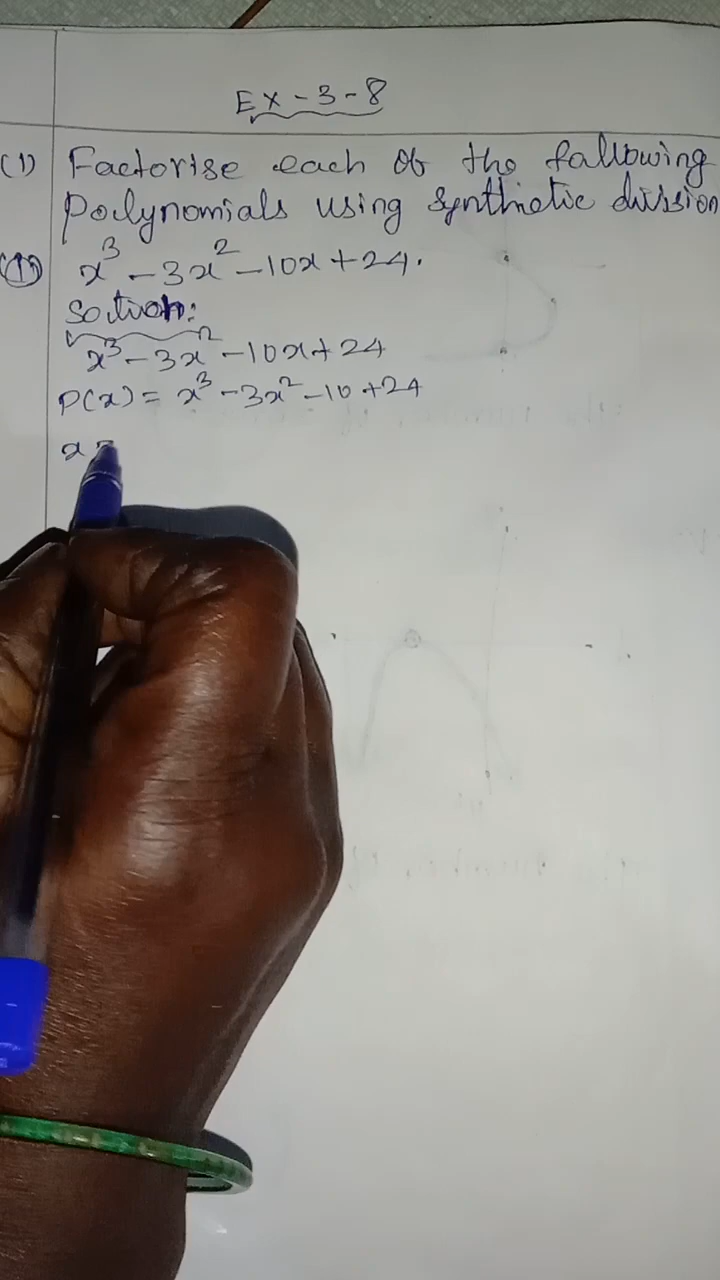 Ex-3-8
(1) Factorise each of the following
polynomials using synthetic division
(1) x³ - 3x² - 10x + 24.
Solution:
x³ - 3x² - 10x + 24
P(x) = x³ - 3x² - 10 + 24
x